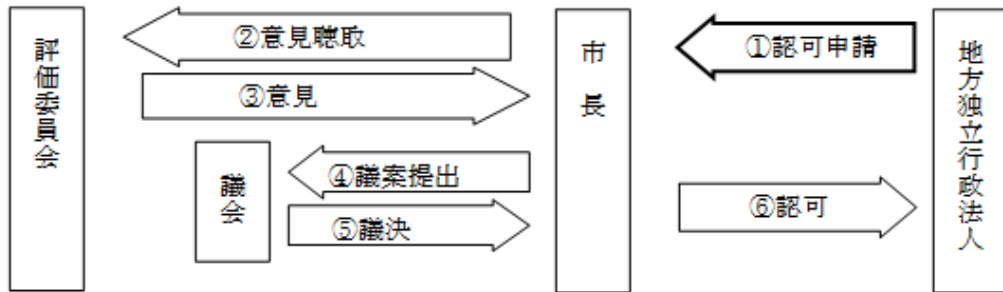 評価委員会
②意見聴取
③意見
議会
④議案提出
⑤議決
市長
①認可申請
⑥認可
地方独立行政法人